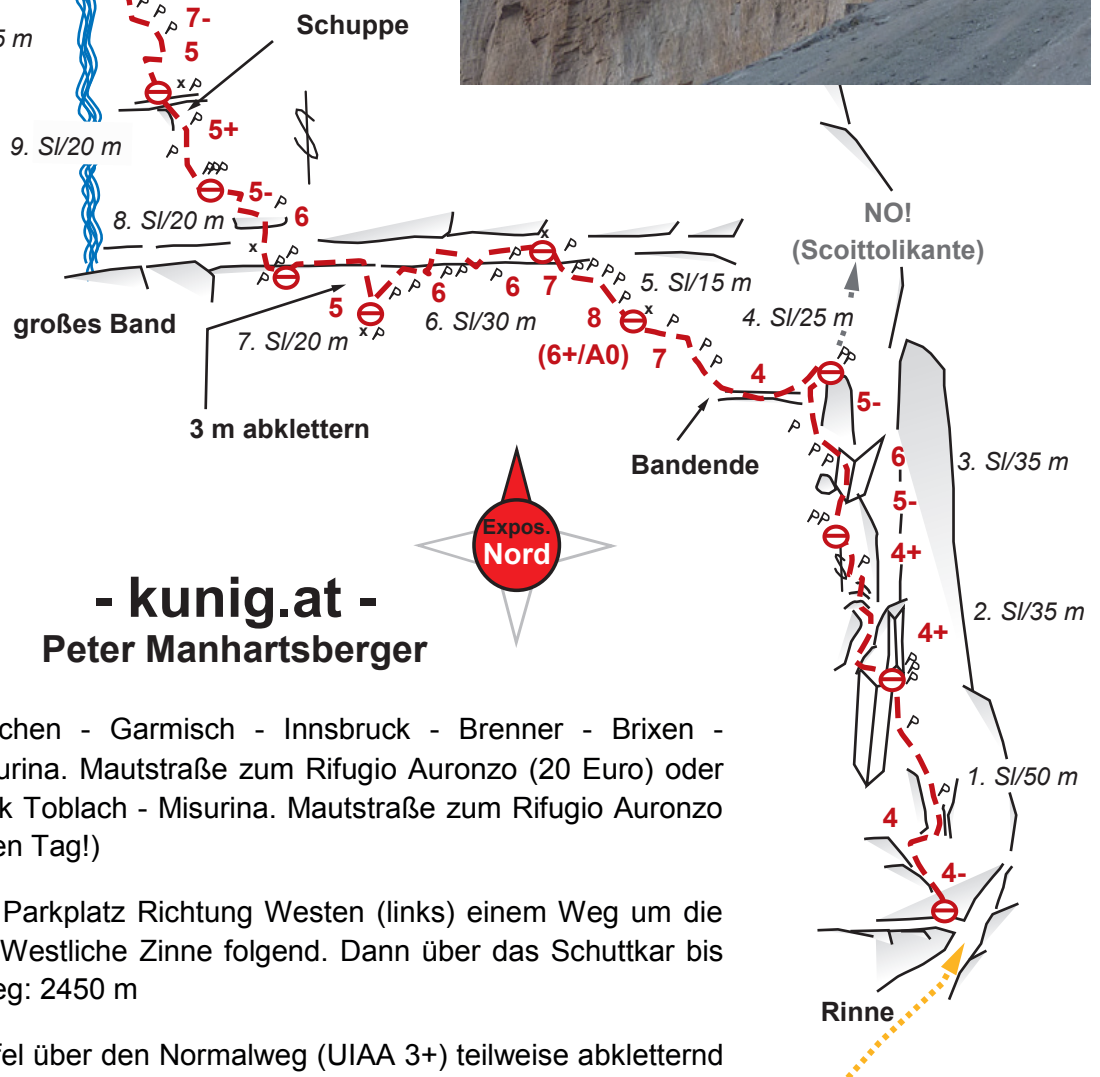 7-
5 m
5
Schuppe
x P
5+
9. Sl/20 m
5-
6
8. Sl/20 m
NO!
(Scoittolikante)
großes Band
5
6
6
7
5. Sl/15 m
7. Sl/20 m
6. Sl/30 m
8
4. Sl/25 m
(6+/A0)
7
4
5-
3 m abklettern
Bandende
6
3. Sl/35 m
5-
Expos.
Nord
4+
- kunig.at -
Peter Manhartsberger
2. Sl/35 m
4+
chen - Garmisch - Innsbruck - Brenner - Brixen -
urina. Mautstraße zum Rifugio Auronzo (20 Euro) oder
k Toblach - Misurina. Mautstraße zum Rifugio Auronzo
en Tag!)
1. Sl/50 m
4
4-
Parkplatz Richtung Westen (links) einem Weg um die
Westliche Zinne folgend. Dann über das Schuttkar bis
eg: 2450 m
Rinne
fel über den Normalweg (UIAA 3+) teilweise abkletternd